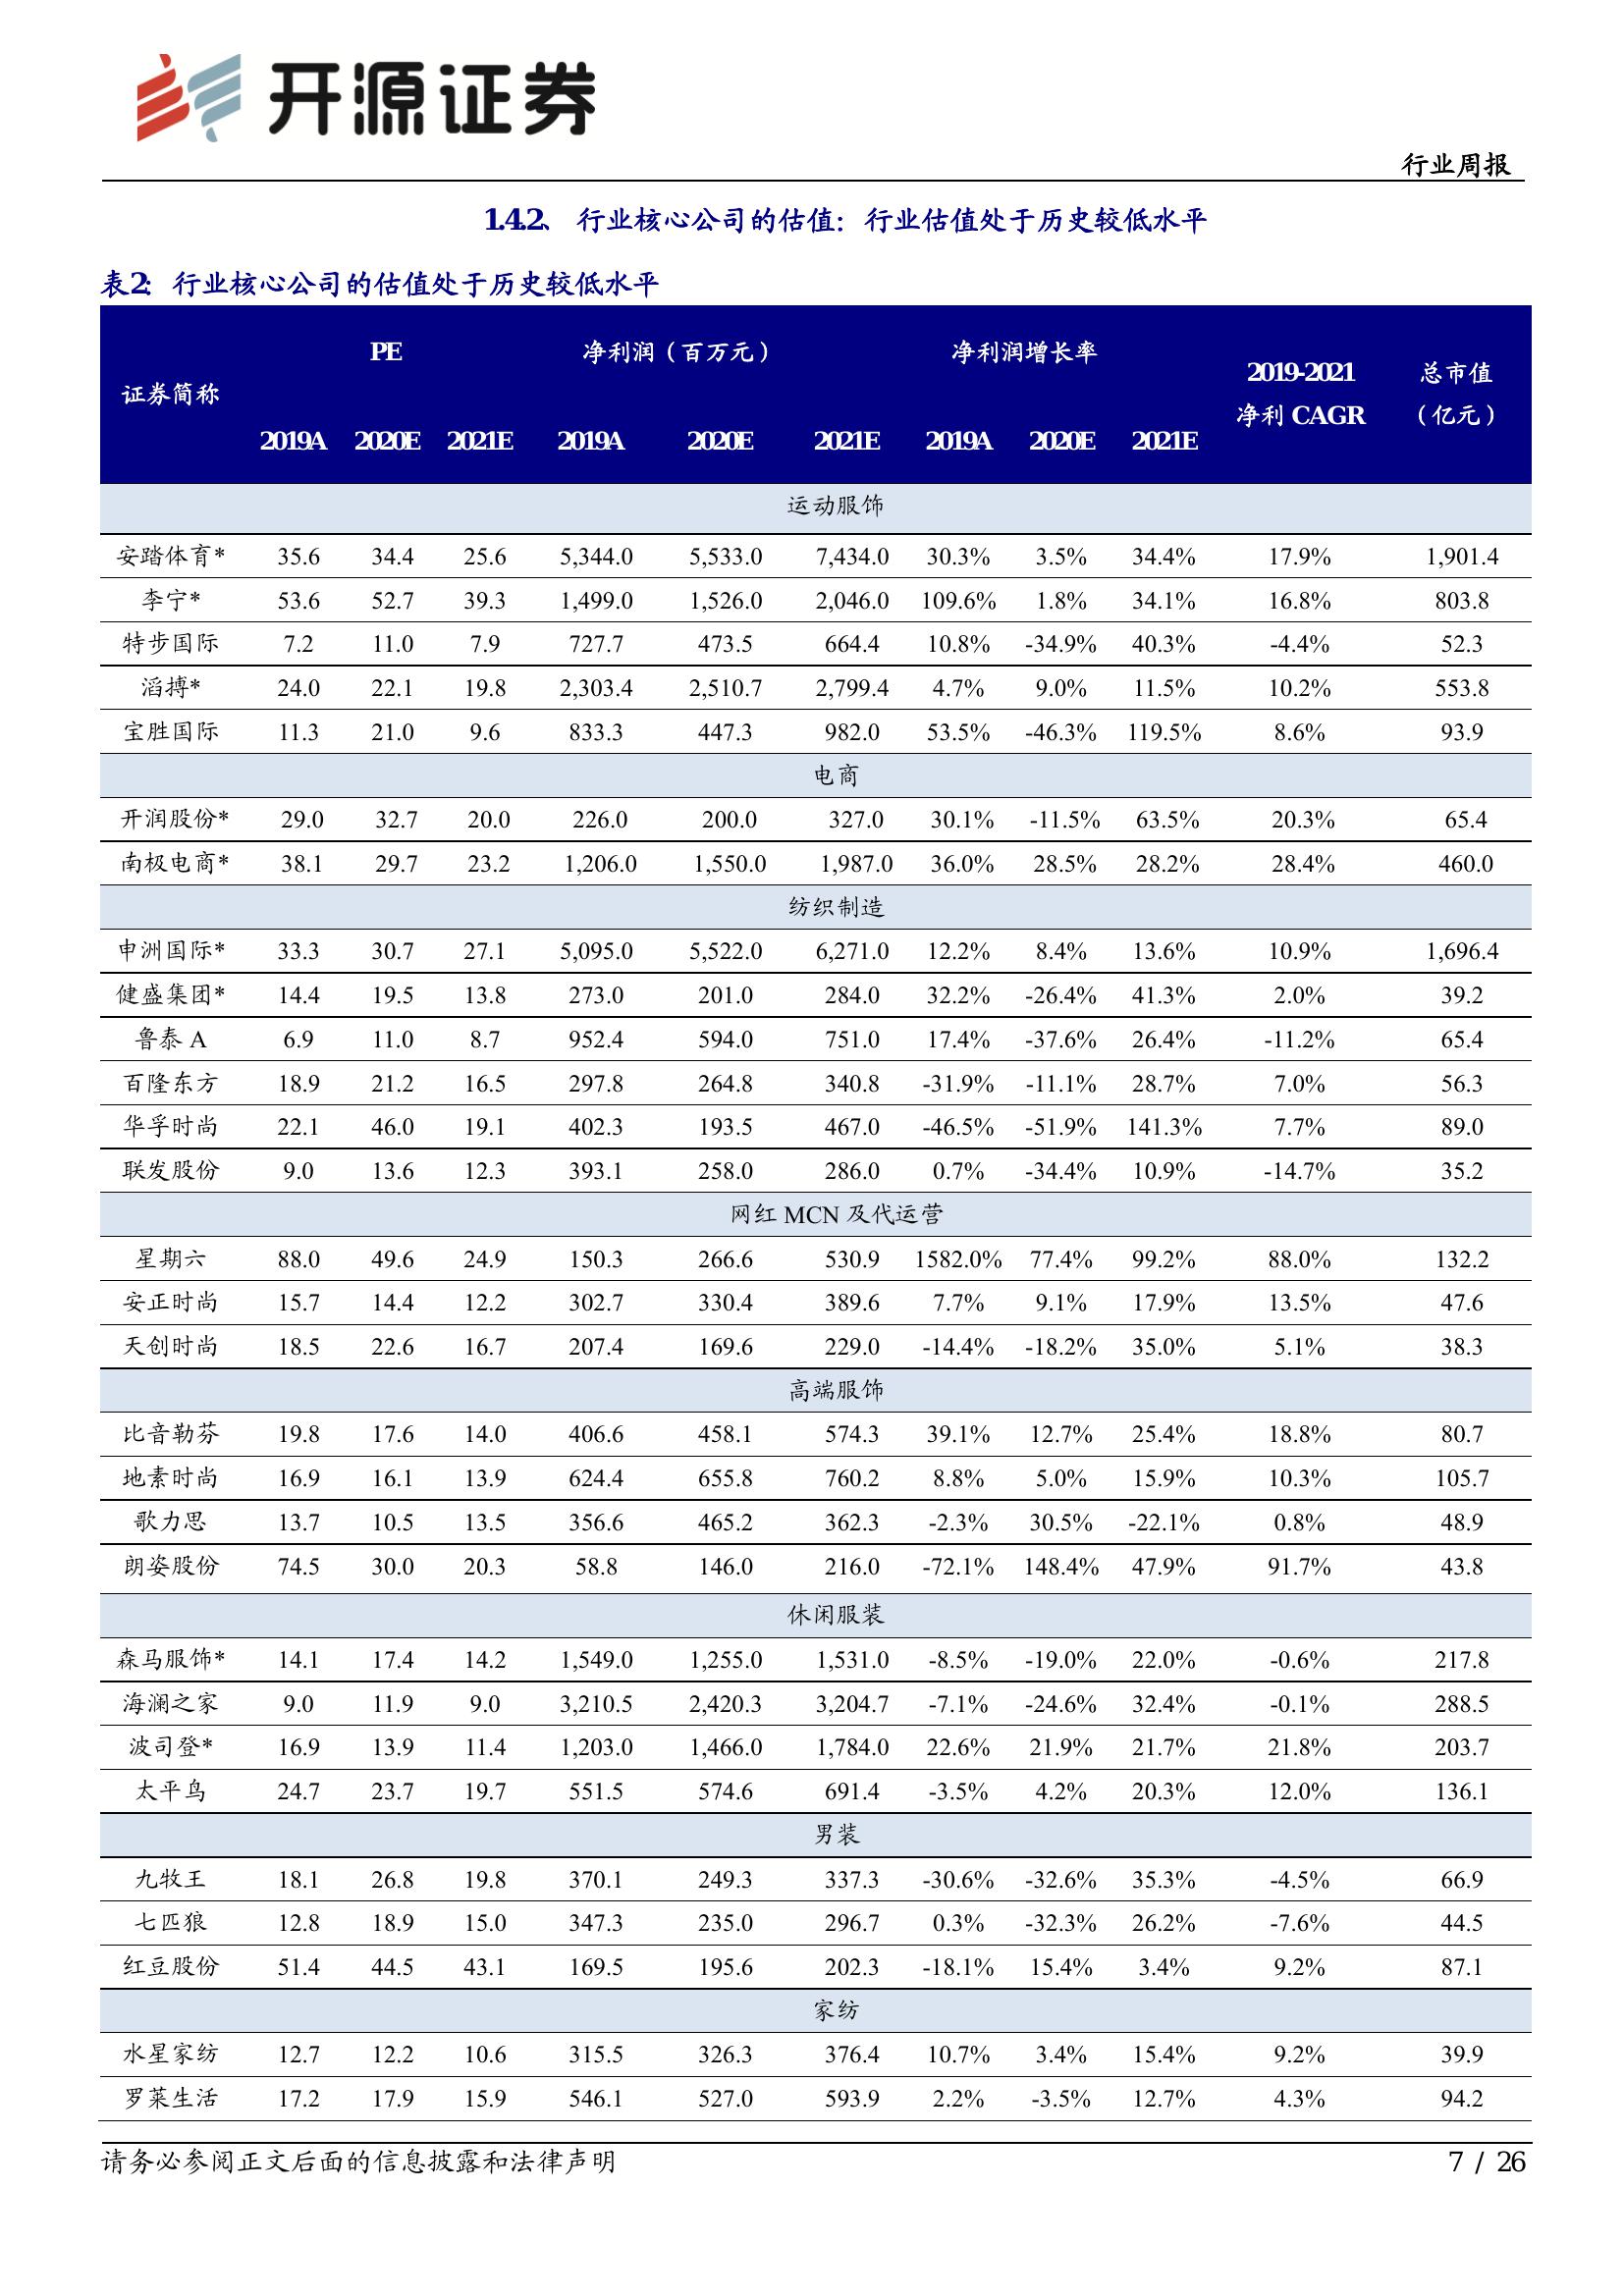 开源证券
行业周报
1.4.2、 行业核心公司的估值：行业估值处于历史较低水平
表2：行业核心公司的估值处于历史较低水平
证券简称 PE 净利润（百万元） 净利润增长率 2019-2021 净利 CAGR 总市值（亿元）
2019A 2020E 2021E 2019A 2020E 2021E 2019A 2020E 2021E
运动服饰
安踏体育* 35.6 34.4 25.6 5,344.0 5,533.0 7,434.0 30.3% 3.5% 34.4% 17.9% 1,901.4
李宁* 53.6 52.7 39.3 1,499.0 1,526.0 2,046.0 109.6% 1.8% 34.1% 16.8% 803.8
特步国际 7.2 11.0 7.9 727.7 473.5 664.4 10.8% -34.9% 40.3% -4.4% 52.3
滔搏* 24.0 22.1 19.8 2,303.4 2,510.7 2,799.4 4.7% 9.0% 11.5% 10.2% 553.8
宝胜国际 11.3 21.0 9.6 833.3 447.3 982.0 53.5% -46.3% 119.5% 8.6% 93.9
电商
开润股份* 29.0 32.7 20.0 226.0 200.0 327.0 30.1% -11.5% 63.5% 20.3% 65.4
南极电商* 38.1 29.7 23.2 1,206.0 1,550.0 1,987.0 36.0% 28.5% 28.2% 28.4% 460.0
纺织制造
申洲国际* 33.3 30.7 27.1 5,095.0 5,522.0 6,271.0 12.2% 8.4% 13.6% 10.9% 1,696.4
健盛集团* 14.4 19.5 13.8 273.0 201.0 284.0 32.2% -26.4% 41.3% 2.0% 39.2
鲁泰 A 6.9 11.0 8.7 952.4 594.0 751.0 17.4% -37.6% 26.4% -11.2% 65.4
百隆东方 18.9 21.2 16.5 297.8 264.8 340.8 -31.9% -11.1% 28.7% 7.0% 56.3
华孚时尚 22.1 46.0 19.1 402.3 193.5 467.0 -46.5% -51.9% 141.3% 7.7% 89.0
联发股份 9.0 13.6 12.3 393.1 258.0 286.0 0.7% -34.4% 10.9% -14.7% 35.2
网红 MCN 及代运营
星期六 88.0 49.6 24.9 150.3 266.6 530.9 1582.0% 77.4% 99.2% 88.0% 132.2
安正时尚 15.7 14.4 12.2 302.7 330.4 389.6 7.7% 9.1% 17.9% 13.5% 47.6
天创时尚 18.5 22.6 16.7 207.4 169.6 229.0 -14.4% -18.2% 35.0% 5.1% 38.3
高端服饰
比音勒芬 19.8 17.6 14.0 406.6 458.1 574.3 39.1% 12.7% 25.4% 18.8% 80.7
地素时尚 16.9 16.1 13.9 624.4 655.8 760.2 8.8% 5.0% 15.9% 10.3% 105.7
歌力思 13.7 10.5 13.5 356.6 465.2 362.3 -2.3% 30.5% -22.1% 0.8% 48.9
朗姿股份 74.5 30.0 20.3 58.8 146.0 216.0 -72.1% 148.4% 47.9% 91.7% 43.8
休闲服装
森马服饰* 14.1 17.4 14.2 1,549.0 1,255.0 1,531.0 -8.5% -19.0% 22.0% -0.6% 217.8
海澜之家 9.0 11.9 9.0 3,210.5 2,420.3 3,204.7 -7.1% -24.6% 32.4% -0.1% 288.5
波司登* 16.9 13.9 11.4 1,203.0 1,466.0 1,784.0 22.6% 21.9% 21.7% 21.8% 203.7
太平鸟 24.7 23.7 19.7 551.5 574.6 691.4 -3.5% 4.2% 20.3% 12.0% 136.1
男装
九牧王 18.1 26.8 19.8 370.1 249.3 337.3 -30.6% -32.6% 35.3% -4.5% 66.9
七匹狼 12.8 18.9 15.0 347.3 235.0 296.7 0.3% -32.3% 26.2% -7.6% 44.5
红豆股份 51.4 44.5 43.1 169.5 195.6 202.3 -18.1% 15.4% 3.4% 9.2% 87.1
家纺
水星家纺 12.7 12.2 10.6 315.5 326.3 376.4 10.7% 3.4% 15.4% 9.2% 39.9
罗莱生活 17.2 17.9 15.9 546.1 527.0 593.9 2.2% -3.5% 12.7% 4.3% 94.2
请务必参阅正文后面的信息披露和法律声明 7 / 26